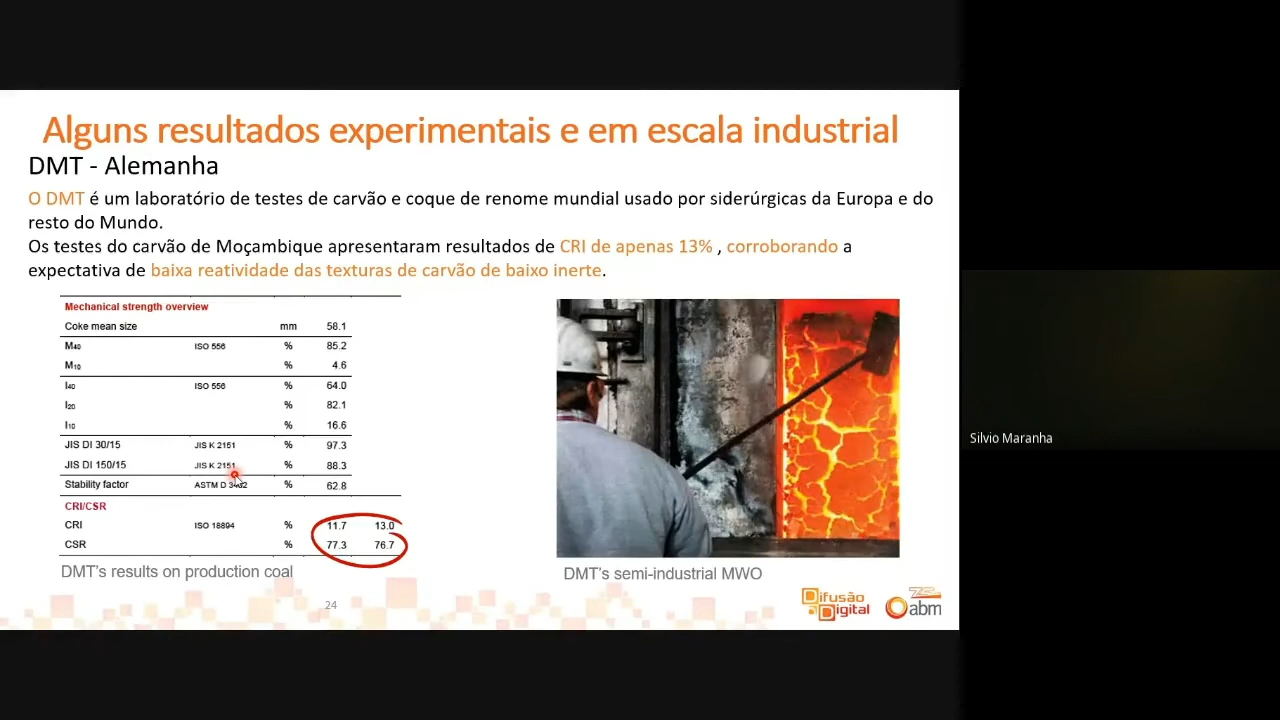 Alguns resultados experimentais e em escala industrial
DMT - Alemanha
O DMT é um laboratório de testes de carvão e coque de renome mundial usado por siderúrgicas da Europa e do
resto do Mundo.
Os testes do carvão de Moçambique apresentaram resultados de CRI de apenas 13% , corroborando a
expectativa de baixa reatividade das texturas de carvão de baixo inerte.
Mechanical strength overview
Coke mean size mm 58.1
M40 ISO 556 % 85.2
M10 % 4.6
I40 ISO 556 % 64.0
I20 % 82.1
I10 % 16.6
JIS DI 30/15 JIS K 2151 % 97.3
JIS DI 150/15 JIS K 2151 % 88.3
Stability factor ASTM D % 62.8
CRI/CSR
CRI ISO 18894 % 11.7 13.0
CSR % 77.3 76.7
DMT's results on production coal
DMT's semi-industrial MWO
24
Difusão
Digital
abm
Silvio Maranha